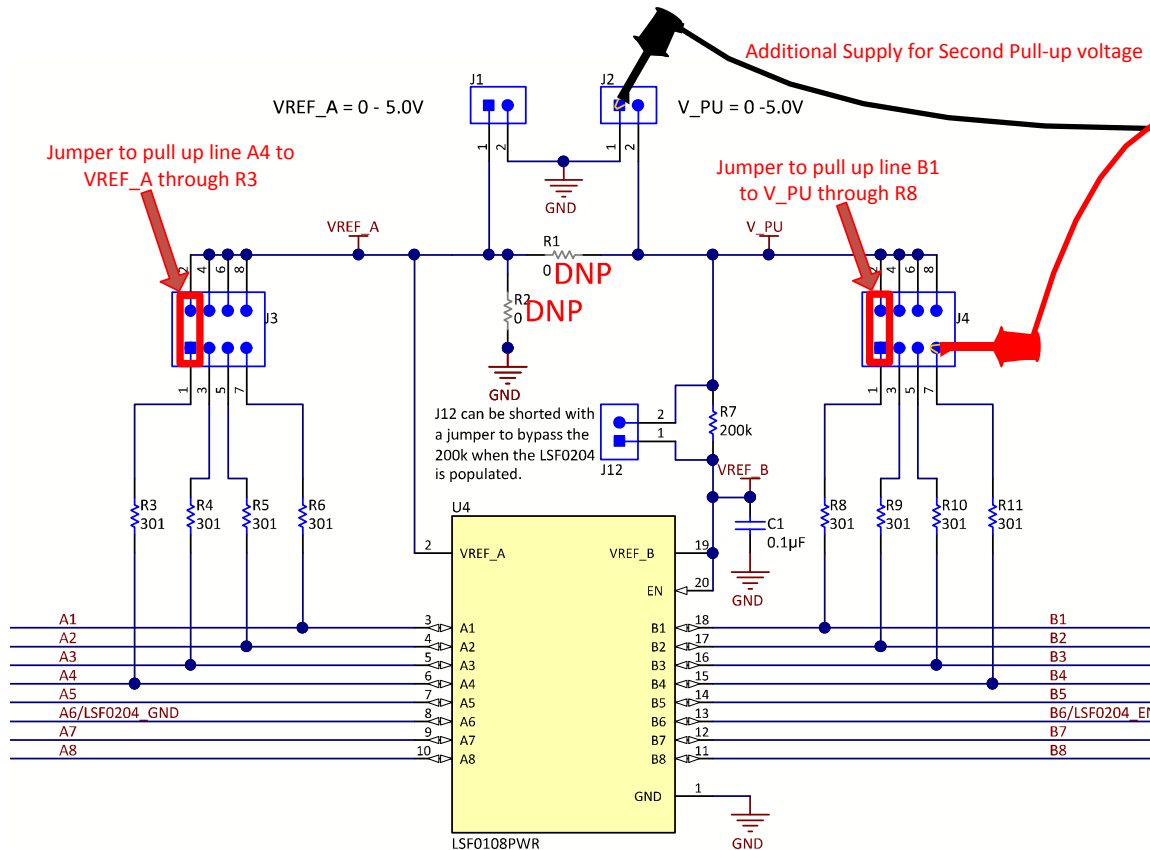 Additional Supply for Second Pull-up voltage
J1
J2
VREF_A = 0 - 5.0V
V_PU = 0 -5.0V
1
2
1
2
GND
Jumper to pull up line A4 to
VREF_A through R3
Jumper to pull up line B1
to V_PU through R8
VREF_A
V_PU
R1
0
DNP
R2
0
DNP
GND
2
4
6
8
J3
1
3
5
7
2
4
6
8
J4
1
3
5
7
J12 can be shorted with
a jumper to bypass the
200k when the LSF0204
is populated.
2
1
J12
R7
200k
VREF_B
C1
0.1µF
GND
R3
301
R4
301
R5
301
R6
301
R8
301
R9
301
R10
301
R11
301
U4
2
VREF_A
VREF_B
19
EN
20
A1
3
A1
B1
18
B1
A2
4
A2
B2
17
B2
A3
5
A3
B3
16
B3
A4
6
A4
B4
15
B4
A5
7
A5
B5
14
B5
A6/LSF0204_GND
8
A6
B6
13
B6/LSF0204_EN
A7
9
A7
B7
12
B7
A8
10
A8
B8
11
B8
GND
1
GND
LSF0108PWR